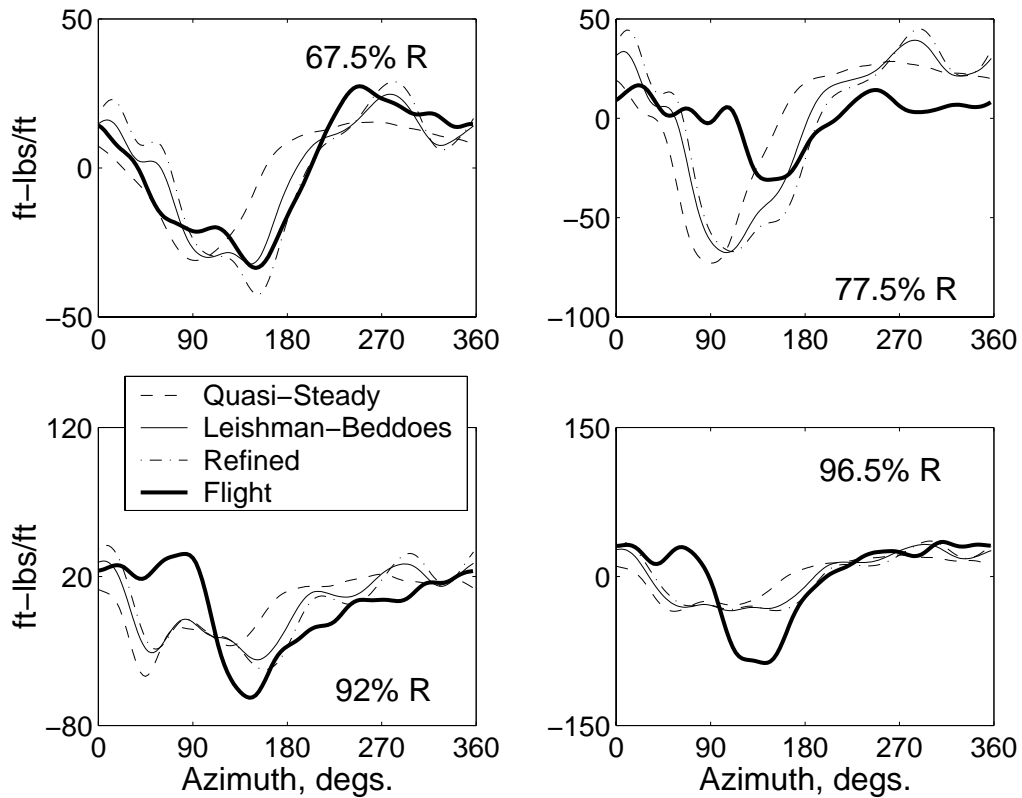 50
67.5% R
0
−50
ft−lbs/ft
0 90 180 270 360
50
0
−50
−100
77.5% R
0 90 180 270 360
Quasi−Steady
Leishman−Beddoes
Refined
Flight
120
20
−80
ft−lbs/ft
92% R
0 90 180 270 360
Azimuth, degs.
150
96.5% R
0
−150
0 90 180 270 360
Azimuth, degs.